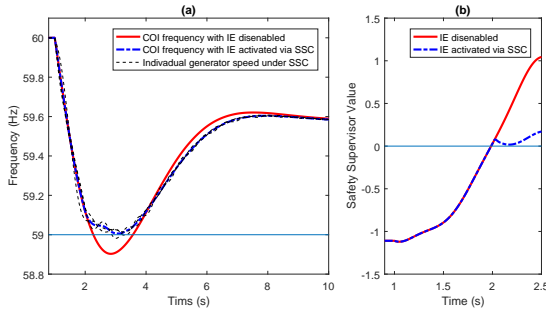 (a)
COI frequency with IE disenabled
COI frequency with IE activated via SSC
Indivadual generator speed under SSC
Frequency (Hz)
60
59.8
59.6
59.4
59.2
59
58.8
2
4
6
8
10
Tims (s)
(b)
IE disenabled
IE activated via SSC
Safety Supervisor Value
1.5
1
0.5
0
-0.5
-1
-1.5
1
1.5
2
2.5
Time (s)